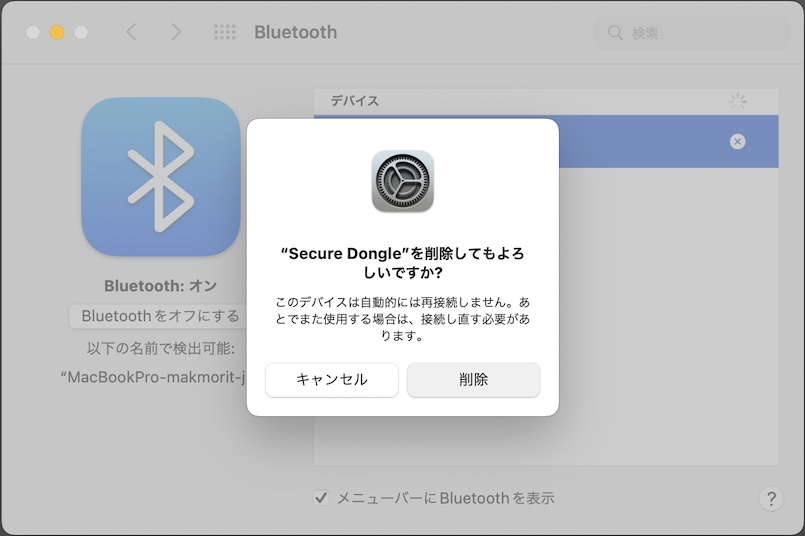 Bluetooth
検索
デバイス
“Secure Dongle”を削除してもよろ
しいですか?
このデバイスは自動的には再接続しません。あ
とでまた使用する場合は、接続し直す必要があ
ります。
キャンセル
削除
Bluetooth: オン
Bluetoothをオフにする
以下の名前で検出可能:
“MacBookPro-makmorit-j
メニューバーにBluetoothを表示
?